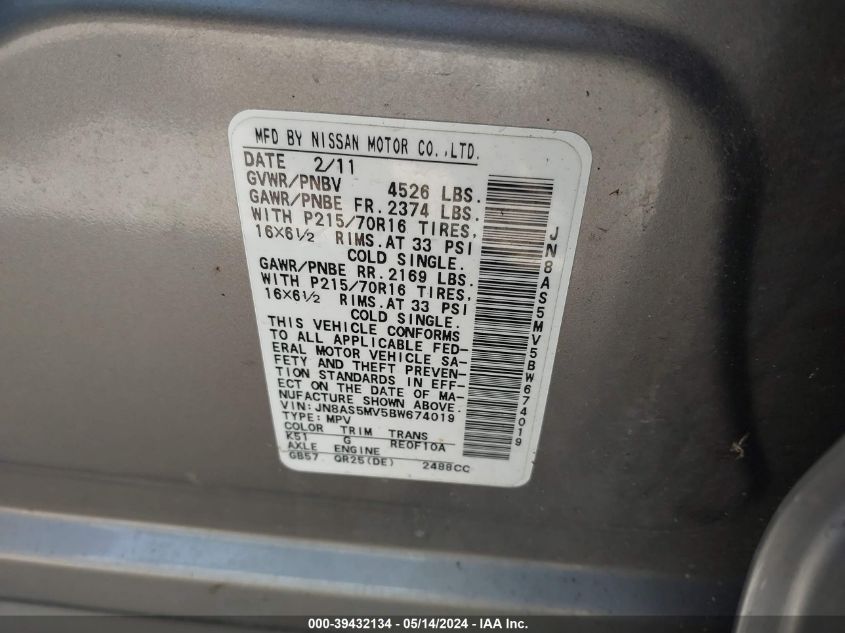 MFD BY NISSAN MOTOR CO.,LTD.
DATE 2/11
GVWR/PNBV 4526 LBS.
GAWR/PNBE FR. 2374 LBS.
WITH P215/70R16 TIRES,
16X6½ RIMS.AT 33 PSI
COLD SINGLE.
GAWR/PNBE RR. 2169 LBS.
WITH P215/70R16 TIRES,
16X6½ RIMS.AT 33 PSI
COLD SINGLE.
THIS VEHICLE CONFORMS
TO ALL APPLICABLE FED-
ERAL MOTOR VEHICLE SA-
FETY AND THEFT PREVEN-
TION STANDARDS IN EFF-
ECT ON THE DATE OF MA-
NUFACTURE SHOWN ABOVE.
VIN: JN8AS5MV5BW674019
TYPE: MPV
COLOR TRIM TRANS
K51 G RE0F10A
AXLE ENGINE
GB57 QR25(DE) 2488CC
JN8AS5MV5BW674019
000-39432134 - 05/14/2024 - IAA Inc.